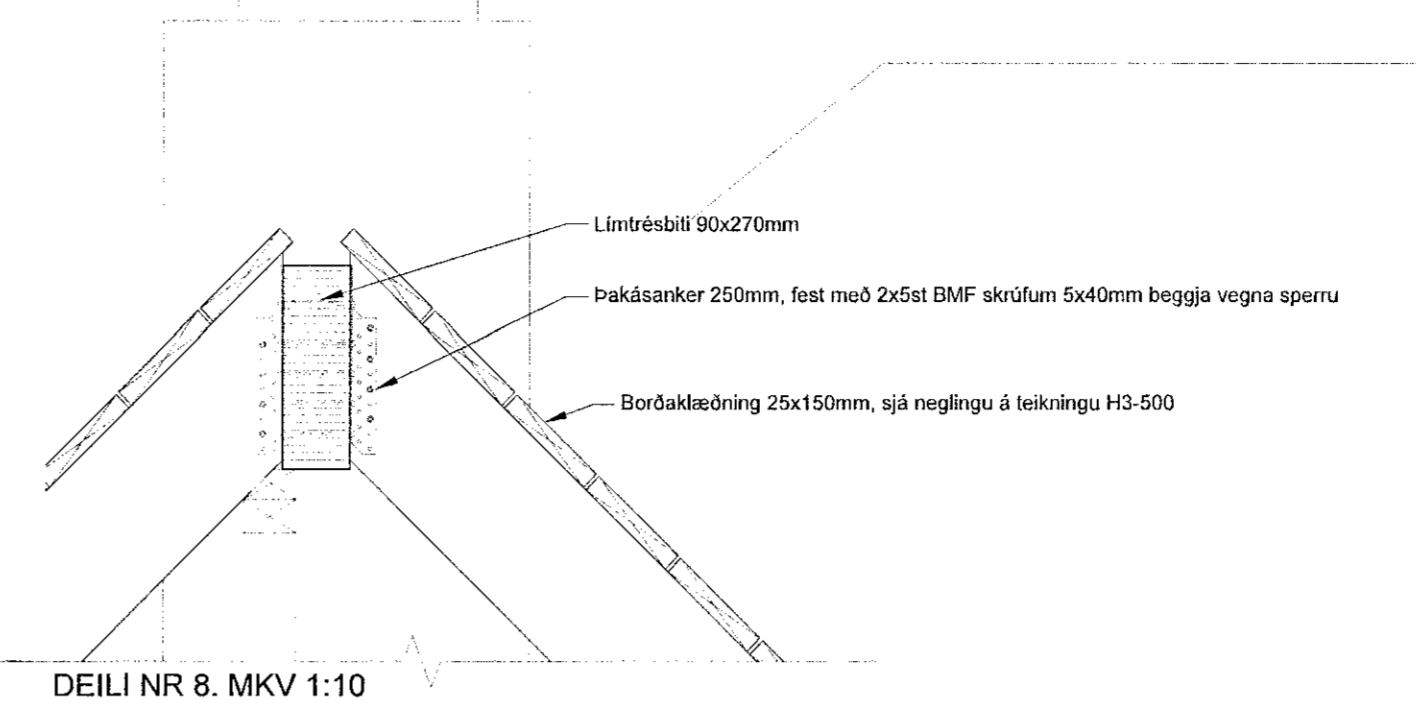 Límtrésbiti 90x270mm
Þakásanker 250mm, fest með 2x5st BMF skrúfum 5x40mm beggja vegna sperru
Borðaklæðning 25x150mm, sjá neglingu á teikningu H3-500
DEILI NR 8. MKV 1:10